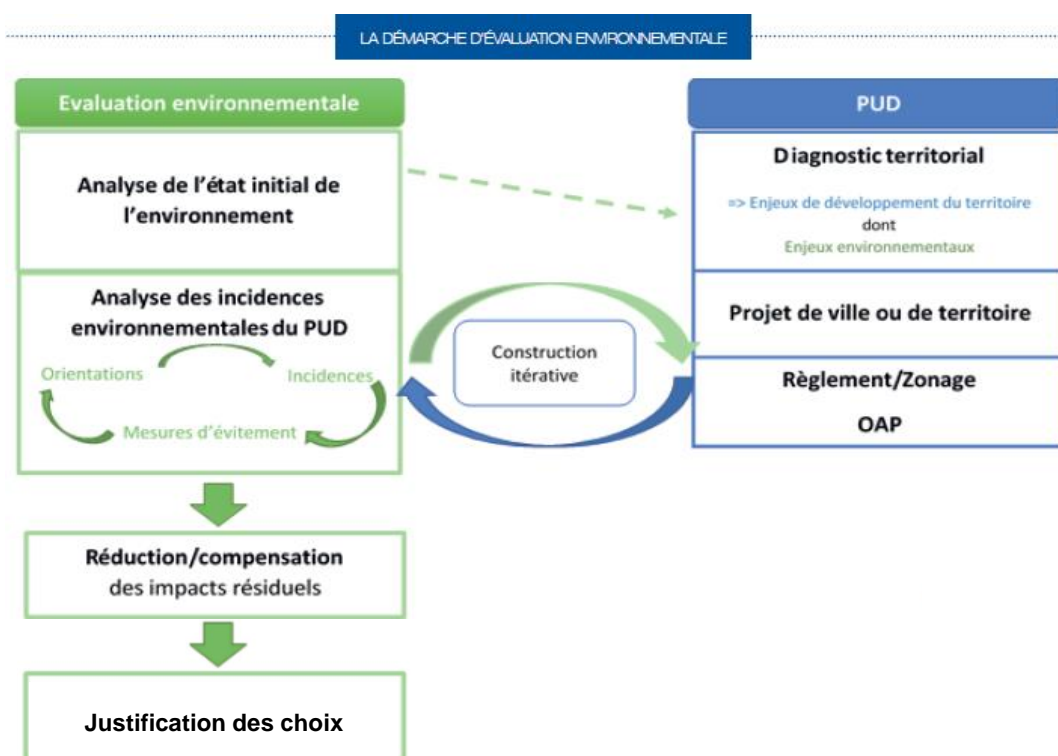 LA DÉMARCHE D'ÉVALUATION ENVIRONNEMENTALE
Evaluation environnementale
Analyse de l'état initial de
l'environnement
Analyse des incidences
environnementales du PUD
Orientations
Incidences
Mesures d'évitement
Réduction/compensation
des impacts résiduels
Justification des choix
Construction
itérative
PUD
Diagnostic territorial
=> Enjeux de développement du territoire
dont
Enjeux environnementaux
Projet de ville ou de territoire
Règlement/Zonage
OAP